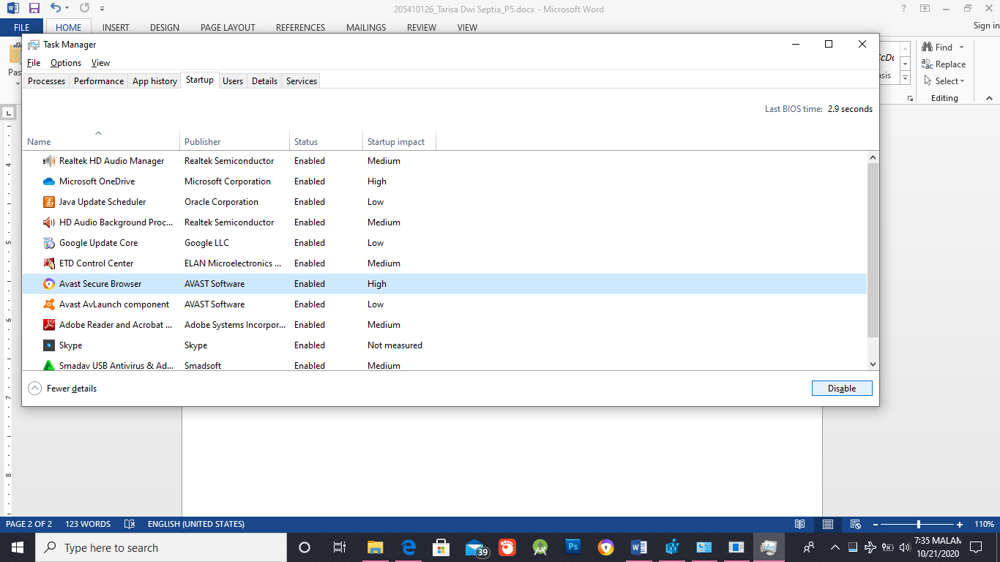 205410126_Tarisa Dwi Septia_P5.docx - Microsoft Word
FILE HOME INSERT DESIGN PAGE LAYOUT REFERENCES MAILINGS REVIEW VIEW Sign in
Task Manager
File Options View
Processes Performance App history Startup Users Details Services
Find
Replace
Select
Editing
Last BIOS time: 2.9 seconds
Name Publisher Status Startup impact
Realtek HD Audio Manager Realtek Semiconductor Enabled Medium
Microsoft OneDrive Microsoft Corporation Enabled High
Java Update Scheduler Oracle Corporation Enabled Low
HD Audio Background Proc... Realtek Semiconductor Enabled Medium
Google Update Core Google LLC Enabled Low
ETD Control Center ELAN Microelectronics ... Enabled Medium
Avast Secure Browser AVAST Software Enabled High
Avast AvLaunch component AVAST Software Enabled Low
Adobe Reader and Acrobat ... Adobe Systems Incorpor... Enabled Medium
Skype Skype Enabled Not measured
Smadav USB Antivirus & Ad... Smadsoft Enabled Medium
Fewer details Disable
4
5
6
7
8
PAGE 2 OF 2 123 WORDS ENGLISH (UNITED STATES) 110%
Type here to search
39
Ps
7:35 MALAM
10/21/2020